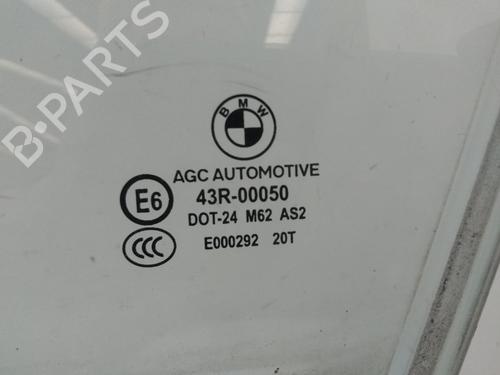 B-PARTS
BMW
AGC AUTOMOTIVE
E6 43R-00050
DOT-24 M62 AS2
CCC E000292 20T